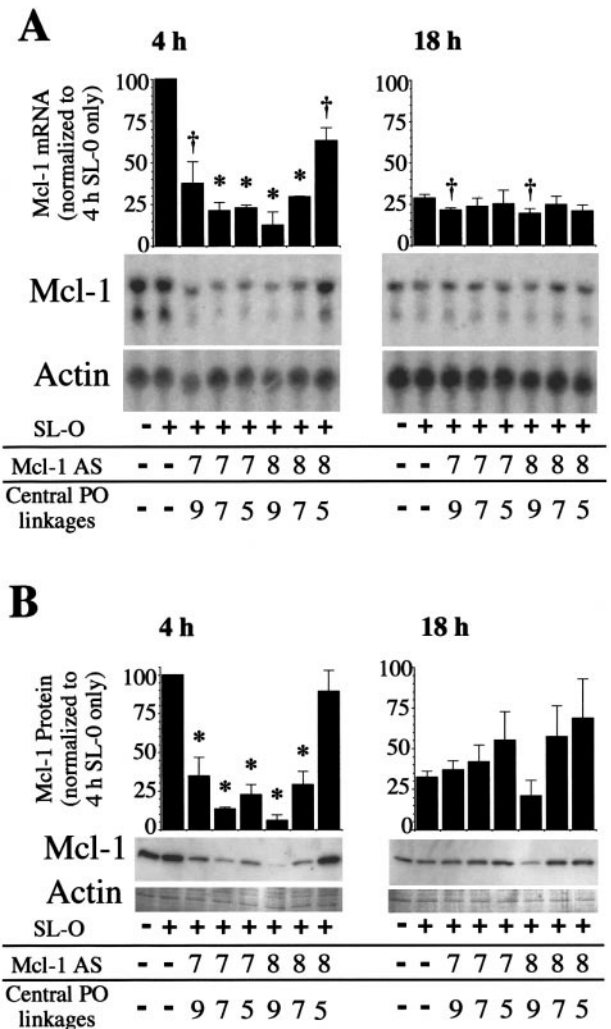 A
4 h 18 h
Mcl-1 mRNA
(normalized to
4 h SL-0 only)
100 100
75 75
50 50
25 25
0 0
† * * * * †
† †
Mcl-1
Actin
SL-O - + + + + + + + - + + + + + + +
Mcl-1 AS - - 7 7 7 8 8 8 - - 7 7 7 8 8 8
Central PO
linkages - - 9 7 5 9 7 5 - - 9 7 5 9 7 5
B
4 h 18 h
Mcl-1 Protein
(normalized to
4 h SL-0 only)
100 100
75 75
50 50
25 25
0 0
* * * * *
Mcl-1
Actin
SL-O - + + + + + + + - + + + + + + +
Mcl-1 AS - - 7 7 7 8 8 8 - - 7 7 7 8 8 8
Central PO
linkages - - 9 7 5 9 7 5 - - 9 7 5 9 7 5